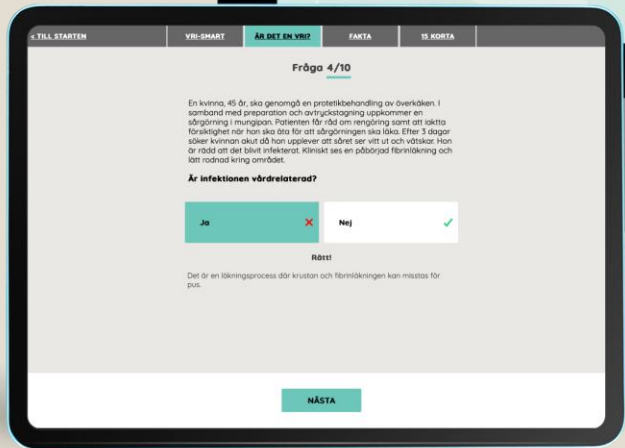 < TILL STARTEN
VRI-SMART
ÄR DET EN VRI?
FAKTA
15 KORTA
Fråga 4/10
En kvinna, 45 år, ska genomgå en protetikbehandling av överkäken. I
samband med preparation och avtryckstagning uppkommer en
sårgörning i mungipan. Patienten får råd om rengöring samt att iaktta
försiktighet när hon ska äta för att sårgörningen ska läka. Efter 3 dagar
söker kvinnan akut då hon upplever att såret ser vitt ut och vätskar. Hon
är rädd att det blivit infekterat. Kliniskt ses en påbörjad fibrinläkning och
lätt rodnad kring området.
Är infektionen vårdrelaterad?
Ja
Nej
Rätt!
Det är en läkningsprocess där krustan och fibrinläkningen kan misstas för
pus.
NÄSTA